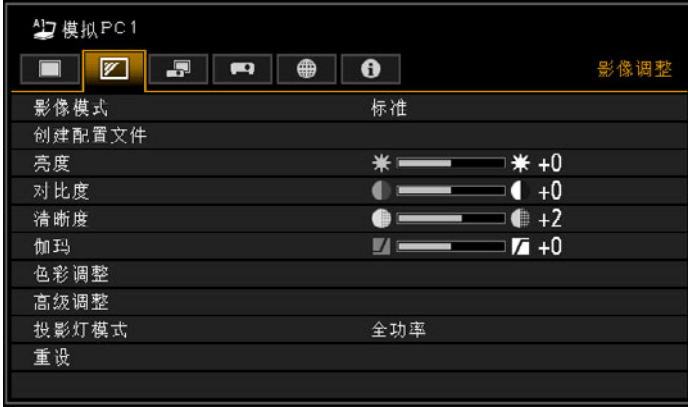 模拟PC1
影像调整
影像模式 标准
创建配置文件
亮度 +0
对比度 +0
清晰度 +2
伽玛 +0
色彩调整
高级调整
投影灯模式 全功率
重设